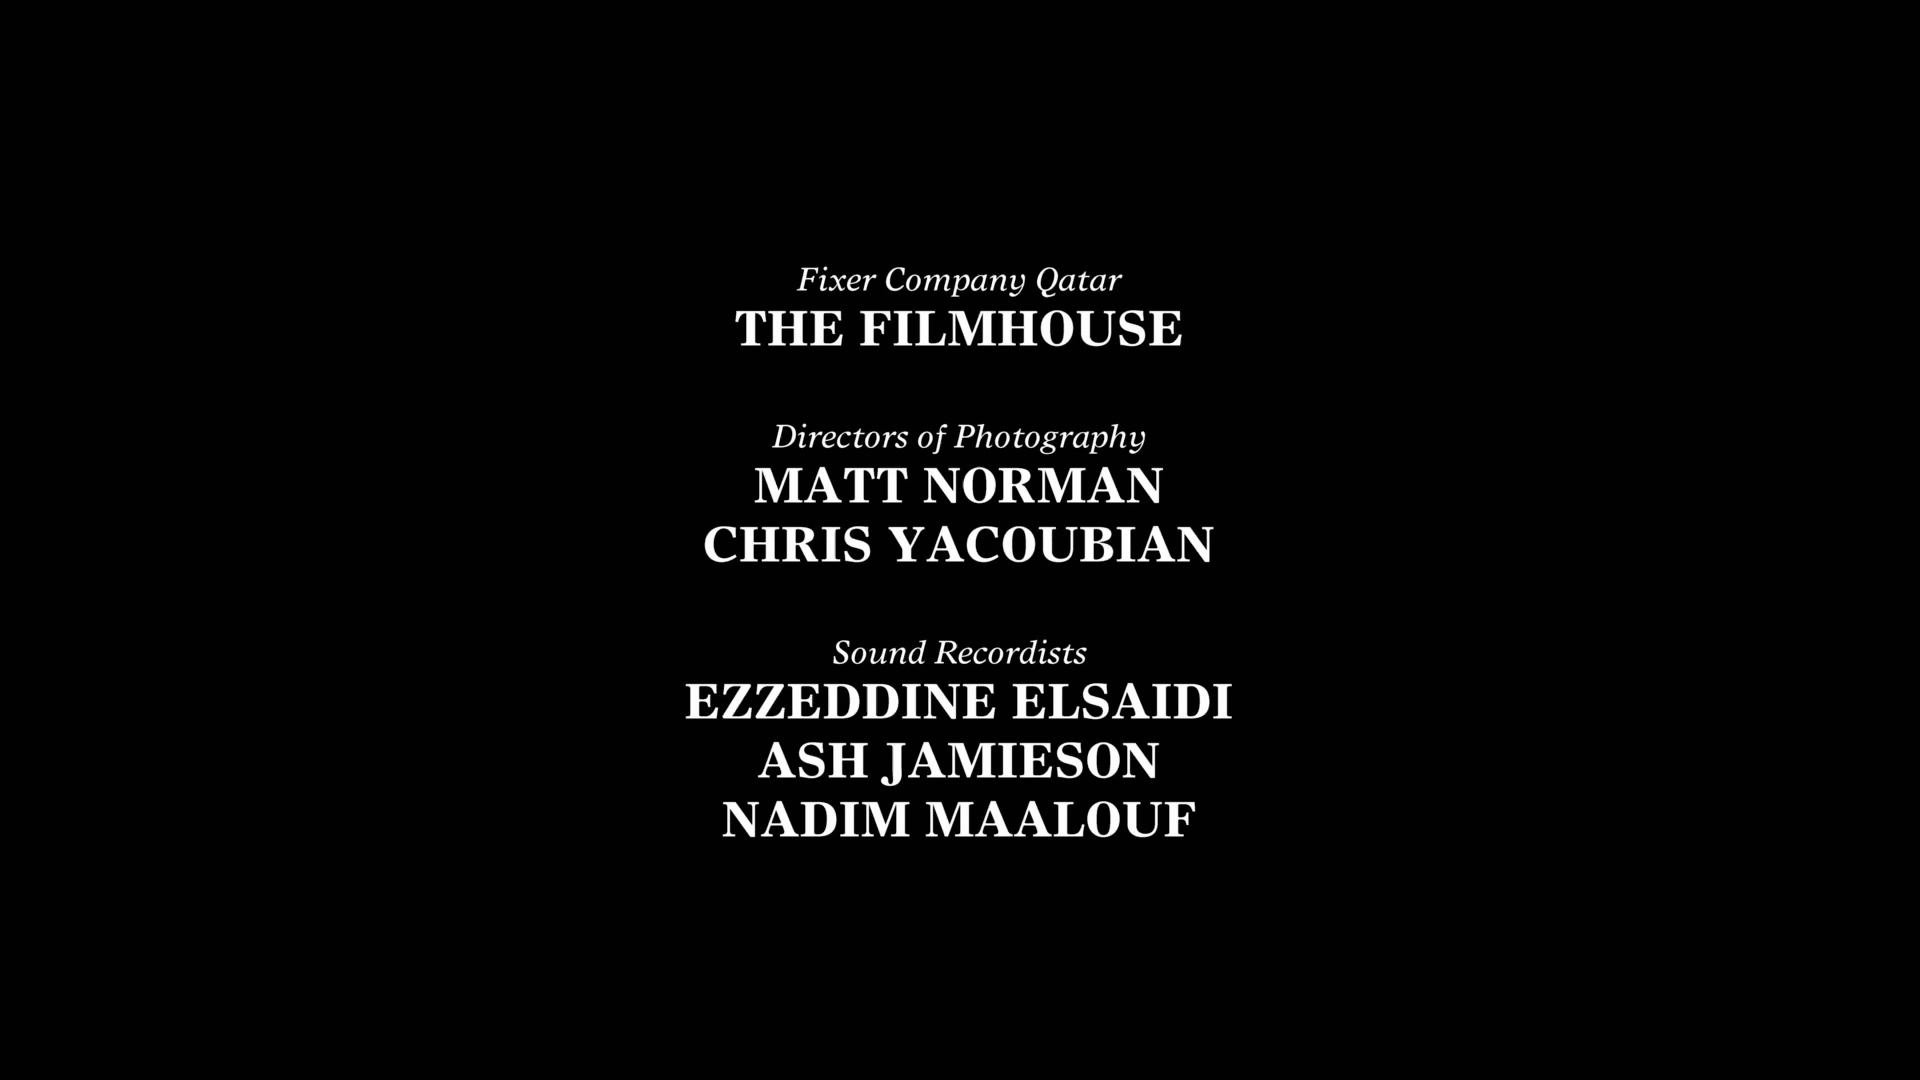 Fixer Company Qatar
THE FILMHOUSE
Directors of Photography
MATT NORMAN
CHRIS YACOUBIAN
Sound Recordists
EZZEDDINE ELSAIDI
ASH JAMIESON
NADIM MAALOUF